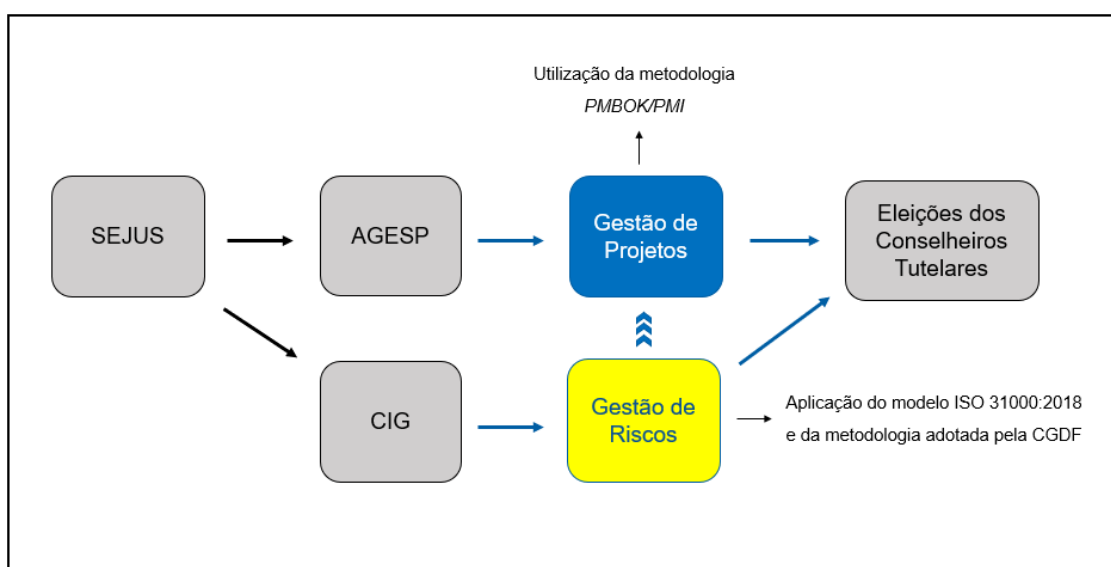 Utilização da metodologia
PMBOK/PMI
SEJUS
AGESP
Gestão de
Projetos
Eleições dos
Conselheiros
Tutelares
CIG
Gestão de
Riscos
Aplicação do modelo ISO 31000:2018
e da metodologia adotada pela CGDF